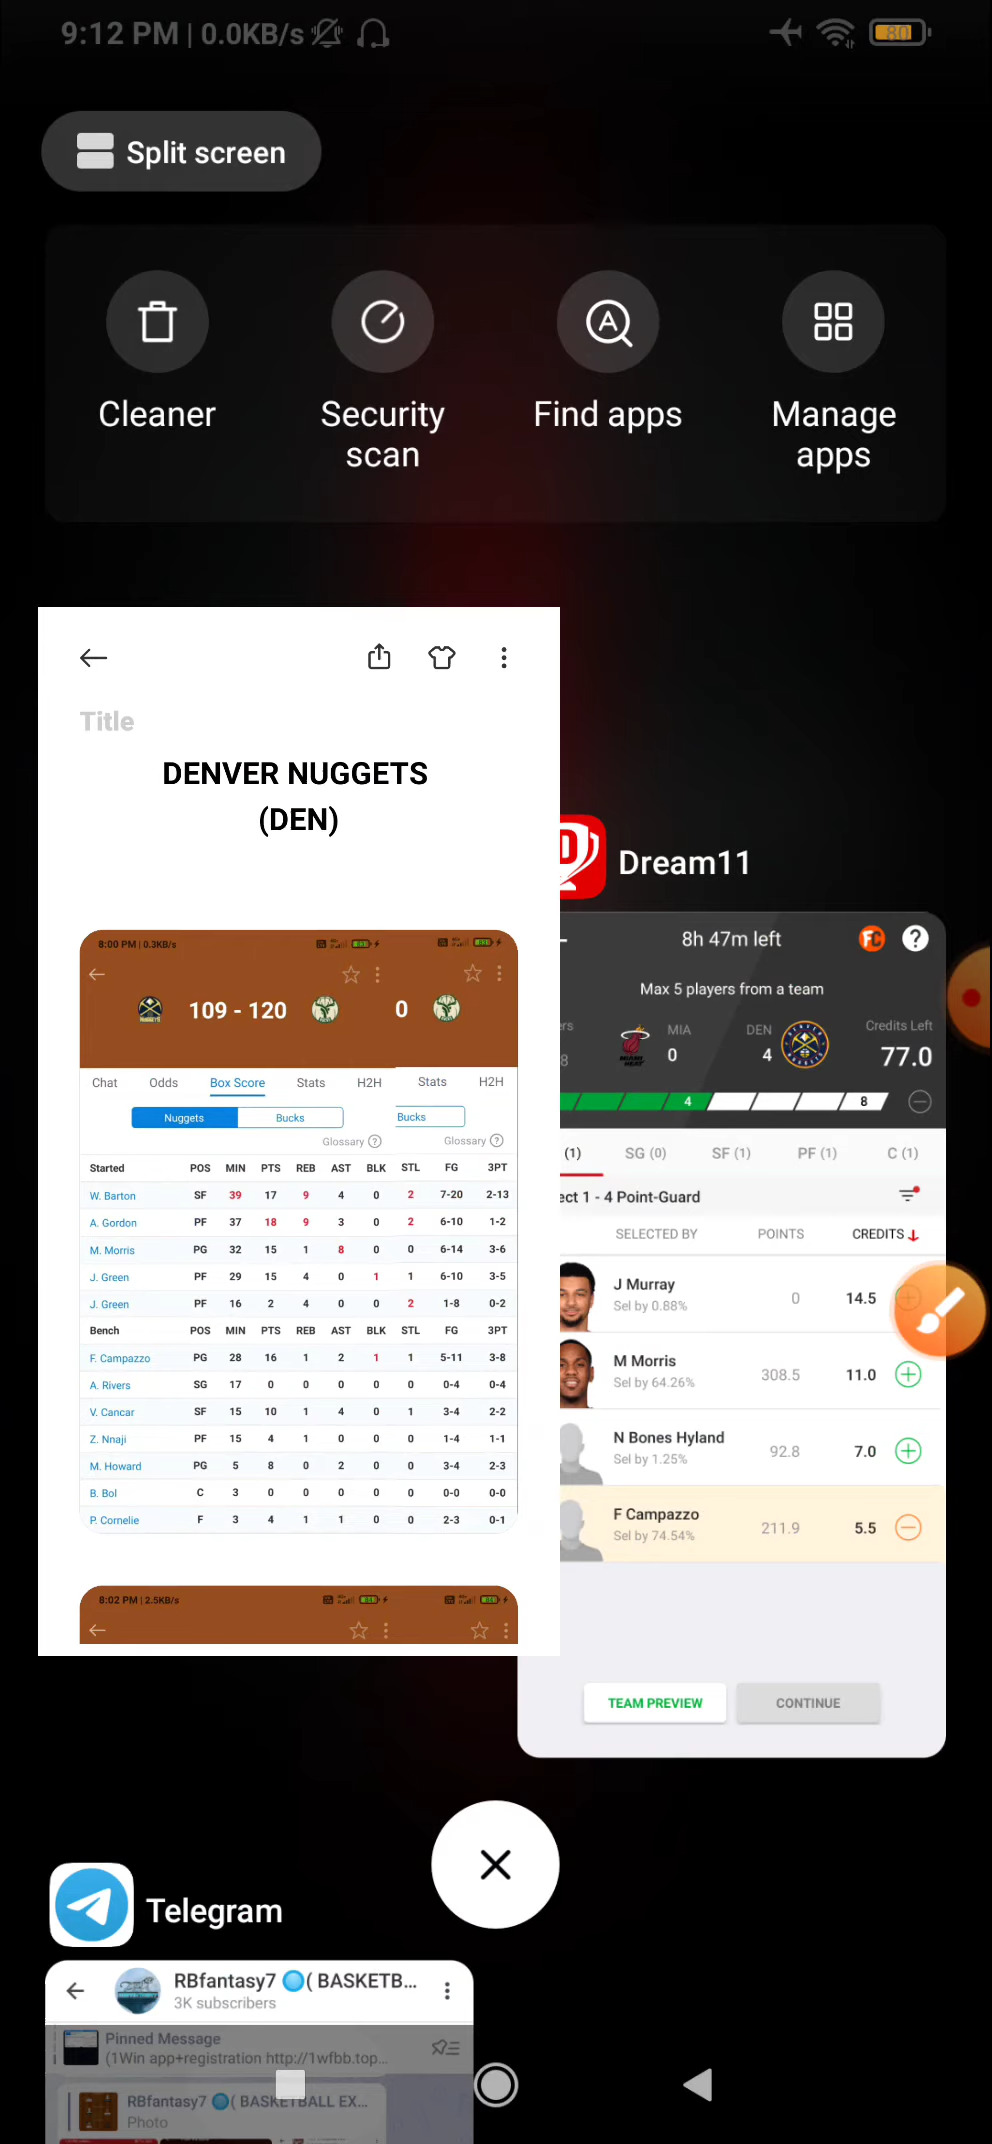 9:12 PM | 0.0KB/s
80
Split screen
Cleaner
Security scan
Find apps
Manage apps
Title
DENVER NUGGETS
(DEN)
8:00 PM | 0.3KB/s
NUGGETS
109 - 120
0
Chat Odds Box Score Stats H2H Stats H2H
Nuggets Bucks Bucks
Glossary ? Glossary ?
Started POS MIN PTS REB AST BLK STL FG 3PT
W. Barton SF 39 17 9 4 0 2 7-20 2-13
A. Gordon PF 37 18 9 3 0 2 6-10 1-2
M. Morris PG 32 15 1 8 0 0 6-14 3-6
J. Green PF 29 15 4 0 1 1 6-10 3-5
J. Green PF 16 2 4 0 0 2 1-8 0-2
Bench POS MIN PTS REB AST BLK STL FG 3PT
F. Campazzo PG 28 16 1 2 1 1 5-11 3-8
A. Rivers SG 17 0 0 0 0 0 0-4 0-4
V. Cancar SF 15 10 1 4 0 1 3-4 2-2
Z. Nnaji PF 15 4 1 0 0 0 1-4 1-1
M. Howard PG 5 8 0 2 0 0 3-4 2-3
B. Bol C 3 0 0 0 0 0 0-0 0-0
P. Cornelie F 3 4 1 1 0 0 2-3 0-1
8:02 PM | 2.5KB/s
Dream11
8h 47m left
FC ?
Max 5 players from a team
ers MIA DEN Credits Left
8 0 4 77.0
4 8
(1) SG (0) SF (1) PF (1) C (1)
ect 1 - 4 Point-Guard
SELECTED BY POINTS CREDITS
J Murray
Sel by 0.88%
0 14.5
M Morris
Sel by 64.26%
308.5 11.0
N Bones Hyland
Sel by 1.25%
92.8 7.0
F Campazzo
Sel by 74.54%
211.9 5.5
TEAM PREVIEW CONTINUE
Telegram
RBfantasy7 🔵( BASKETB...
3K subscribers
Pinned Message
(1Win app+registration http://1wfbb.top...
RBfantasy7 🔵( BASKETBALL EX...
Photo